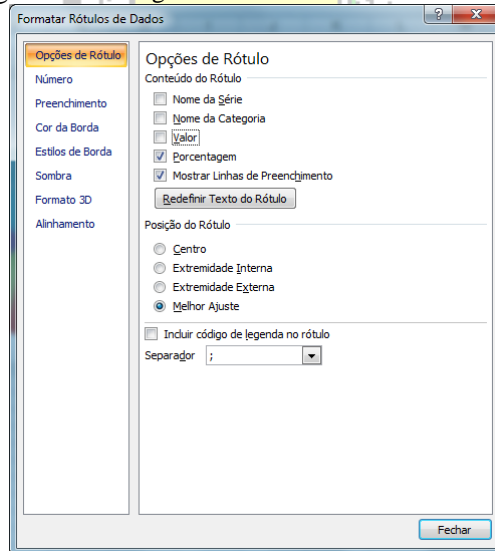 Formatar Rótulos de Dados
Opções de Rótulo
Número
Preenchimento
Cor da Borda
Estilos de Borda
Sombra
Formato 3D
Alinhamento
Opções de Rótulo
Conteúdo do Rótulo
Nome da Série
Nome da Categoria
Valor
Porcentagem
Mostrar Linhas de Preenchimento
Redefinir Texto do Rótulo
Posição do Rótulo
Centro
Extremidade Interna
Extremidade Externa
Melhor Ajuste
Incluir código de legenda no rótulo
Separador ;
Fechar